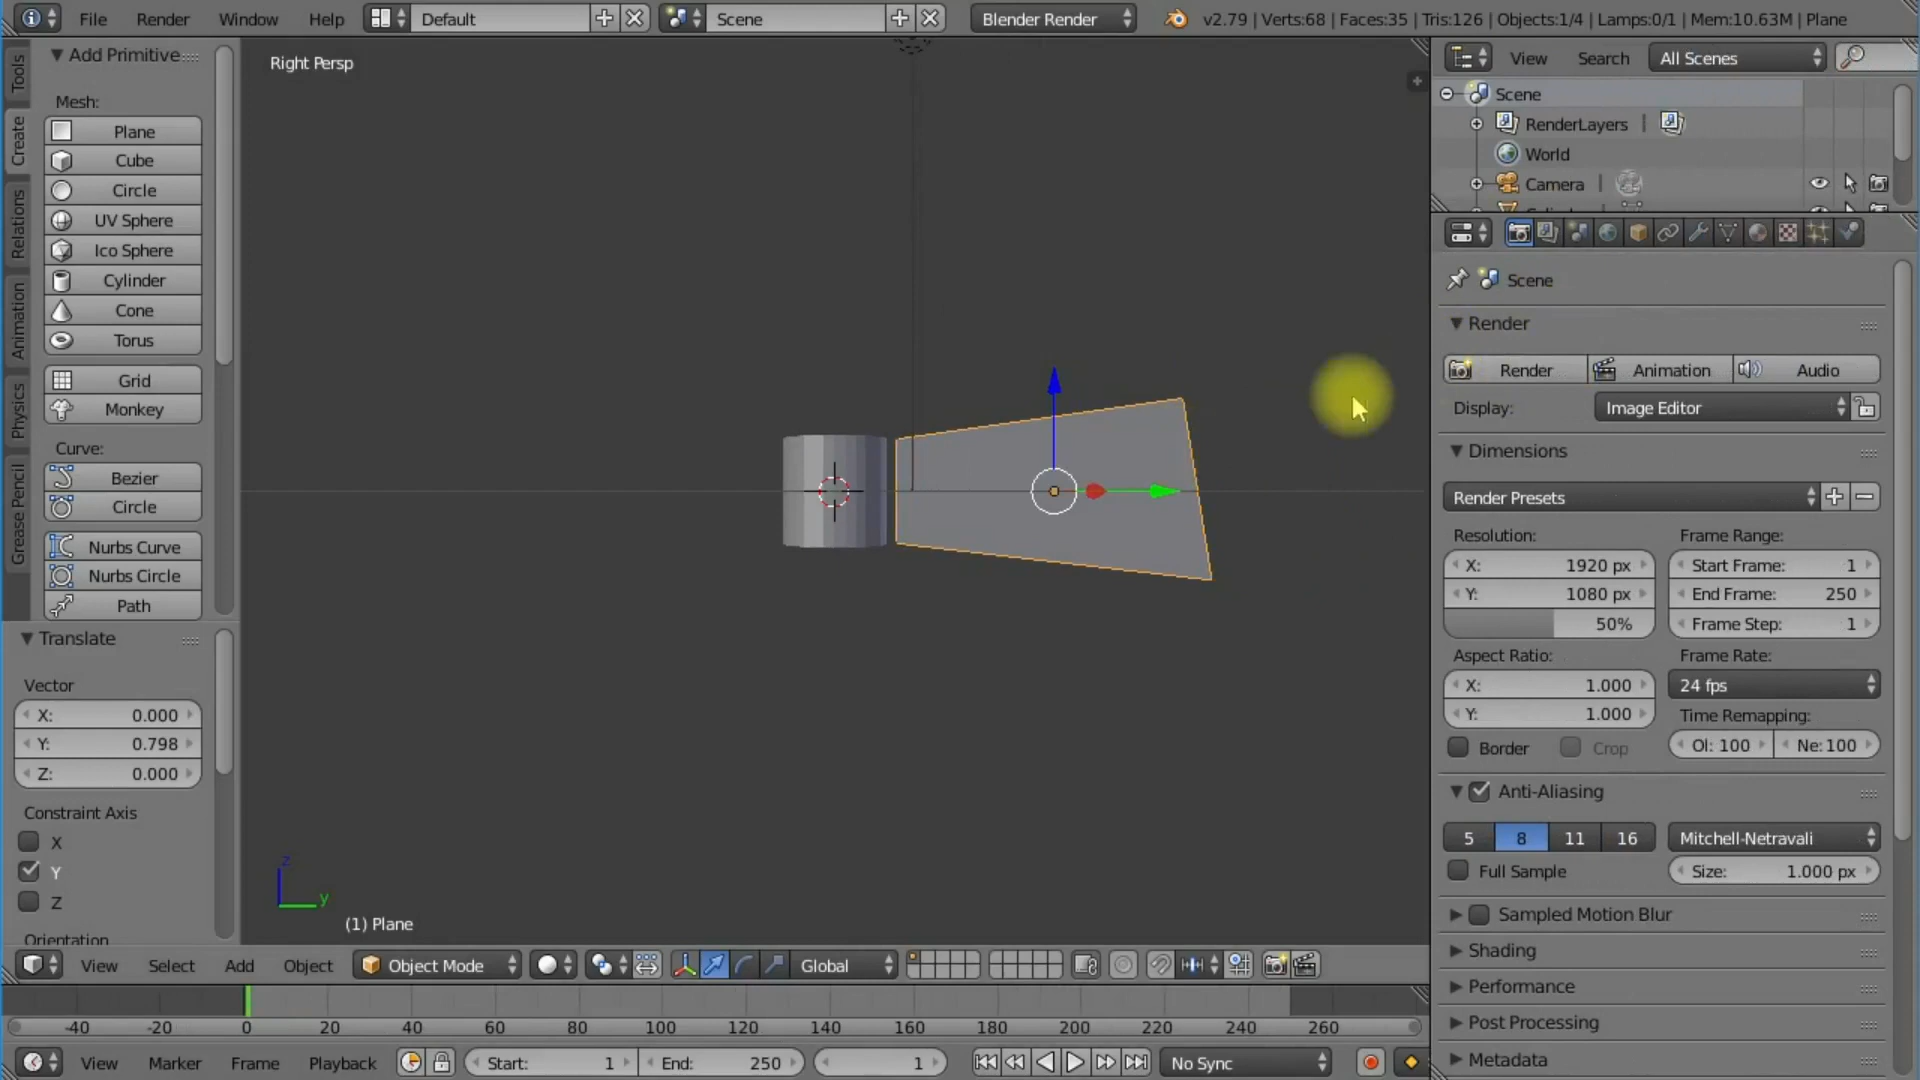 File Render Window Help Default Scene Blender Render v2.79 | Verts:68 | Faces:35 | Tris:126 | Objects:1/4 | Lamps:0/1 | Mem:10.63M | Plane
Tools
Create
Relations
Animation
Physics
Grease Pencil
Add Primitive
Mesh:
Plane
Cube
Circle
UV Sphere
Ico Sphere
Cylinder
Cone
Torus
Grid
Monkey
Curve:
Bezier
Circle
Nurbs Curve
Nurbs Circle
Path
Translate
Vector
X: 0.000
Y: 0.798
Z: 0.000
Constraint Axis
X
Y
Z
Orientation
Right Persp
z
y
(1) Plane
View Select Add Object Object Mode Global
-40 -20 0 20 40 60 80 100 120 140 160 180 200 220 240 260
View Marker Frame Playback Start: 1 End: 250 1 No Sync
View Search All Scenes
Scene
RenderLayers
World
Camera
Scene
Render
Render Animation Audio
Display: Image Editor
Dimensions
Render Presets
Resolution: Frame Range:
X: 1920 px Start Frame: 1
Y: 1080 px End Frame: 250
50% Frame Step: 1
Aspect Ratio: Frame Rate:
X: 1.000 24 fps
Y: 1.000 Time Remapping:
Border Crop Ol: 100 Ne: 100
Anti-Aliasing
5 8 11 16 Mitchell-Netravali
Full Sample Size: 1.000 px
Sampled Motion Blur
Shading
Performance
Post Processing
Metadata